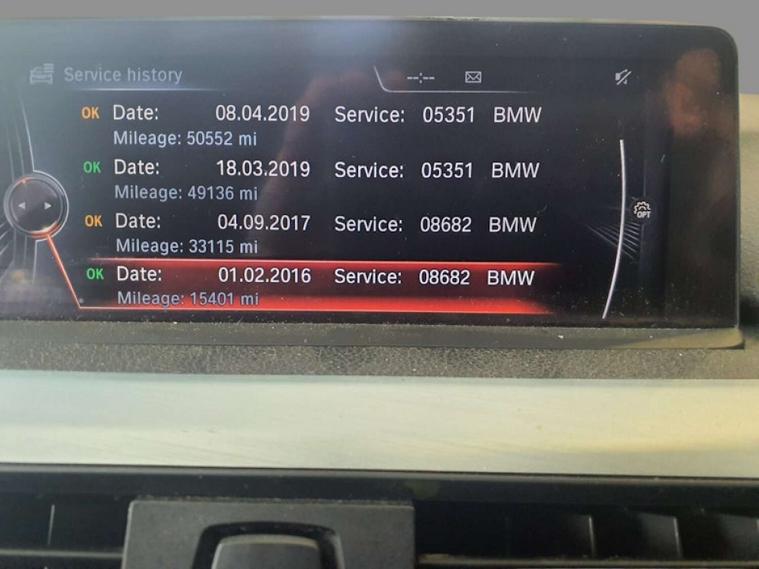 Service history
--:--
OK Date: 08.04.2019 Service: 05351 BMW
Mileage: 50552 mi
OK Date: 18.03.2019 Service: 05351 BMW
Mileage: 49136 mi
OK Date: 04.09.2017 Service: 08682 BMW
Mileage: 33115 mi
OPT
OK Date: 01.02.2016 Service: 08682 BMW
Mileage: 15401 mi